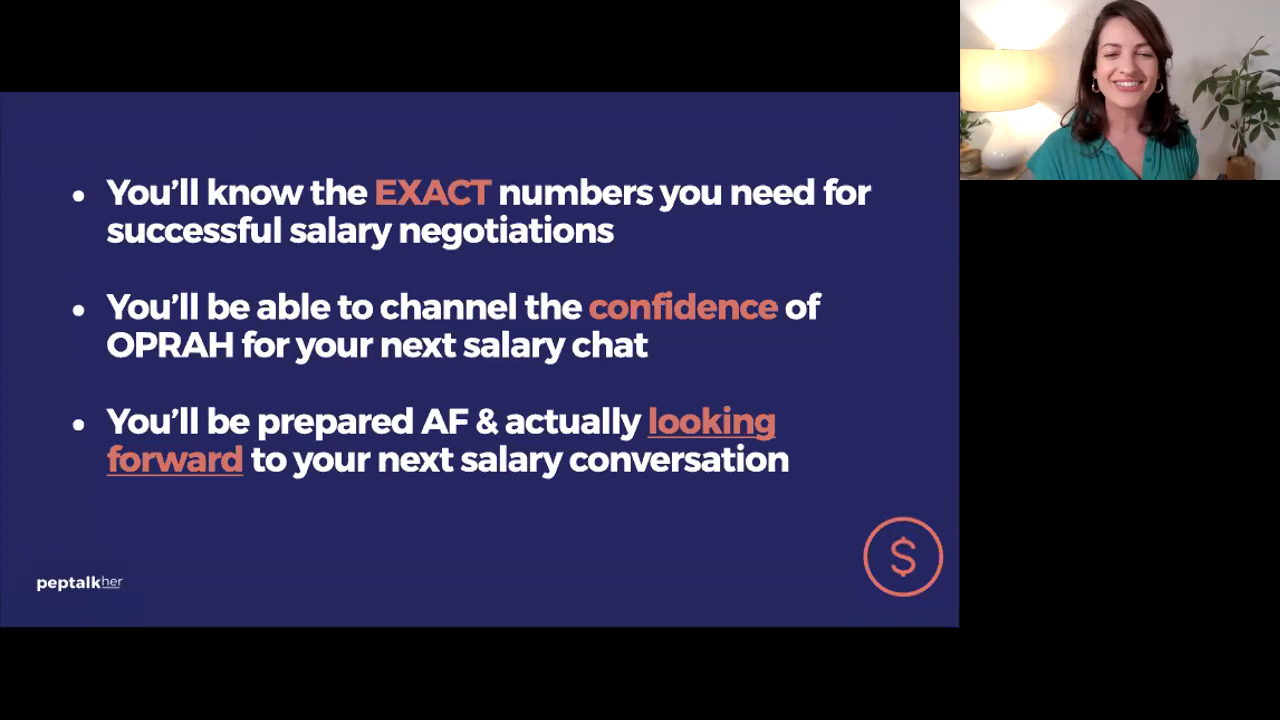 • You’ll know the EXACT numbers you need for
successful salary negotiations
• You’ll be able to channel the confidence of
OPRAH for your next salary chat
• You’ll be prepared AF & actually looking
forward to your next salary conversation
$
peptalkher